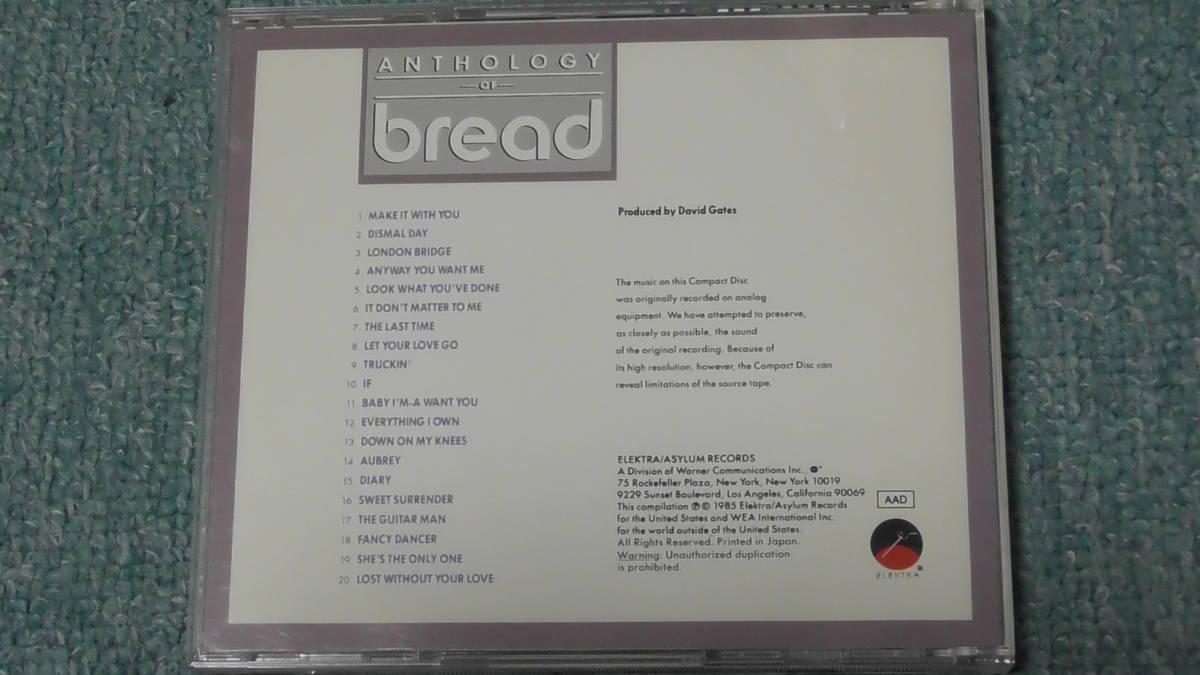 ANTHOLOGY
OF
bread
1 MAKE IT WITH YOU
2 DISMAL DAY
3 LONDON BRIDGE
4 ANYWAY YOU WANT ME
5 LOOK WHAT YOU'VE DONE
6 IT DON'T MATTER TO ME
7 THE LAST TIME
8 LET YOUR LOVE GO
9 TRUCKIN'
10 IF
11 BABY I'M-A WANT YOU
12 EVERYTHING I OWN
13 DOWN ON MY KNEES
14 AUBREY
15 DIARY
16 SWEET SURRENDER
17 THE GUITAR MAN
18 FANCY DANCER
19 SHE'S THE ONLY ONE
20 LOST WITHOUT YOUR LOVE
Produced by David Gates
The music on this Compact Disc
was originally recorded on analog
equipment. We have attempted to preserve,
as closely as possible, the sound
of the original recording. Because of
its high resolution, however, the Compact Disc can
reveal limitations of the source tape.
ELEKTRA/ASYLUM RECORDS
A Division of Warner Communications Inc.,
75 Rockefeller Plaza, New York, New York 10019
9229 Sunset Boulevard, Los Angeles, California 90069
This compilation ℗ © 1985 Elektra/Asylum Records
for the United States and WEA International Inc.
for the world outside of the United States.
All Rights Reserved. Printed in Japan.
Warning: Unauthorized duplication
is prohibited.
AAD
ELEKTRA